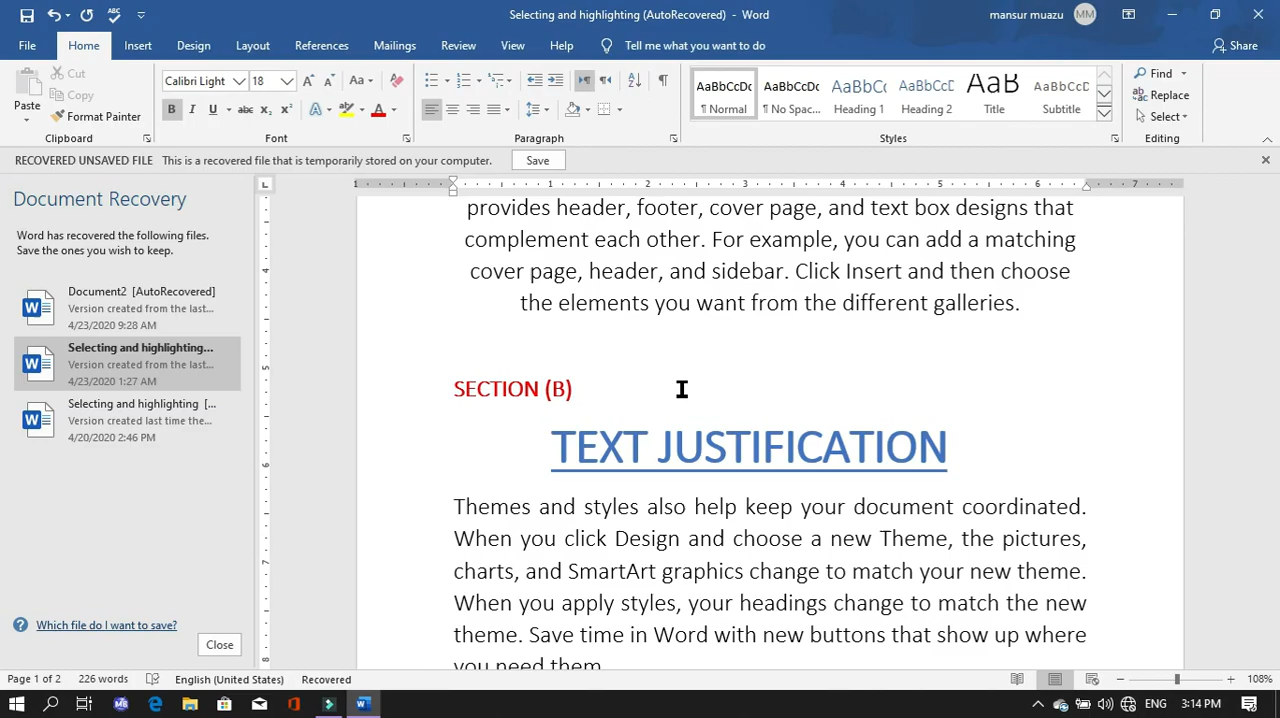 Selecting and highlighting (AutoRecovered) - Word
mansur muazu MM
File Home Insert Design Layout References Mailings Review View Help Tell me what you want to do Share
Paste
Cut
Copy
Format Painter
Clipboard
Calibri Light 18
Font
Paragraph
AaBbCcDc AaBbCcDc AaBbCc AaBbCcD AaB AaBbCcD
¶ Normal ¶ No Spac... Heading 1 Heading 2 Title Subtitle
Styles
Find
Replace
Select
Editing
RECOVERED UNSAVED FILE This is a recovered file that is temporarily stored on your computer. Save
Document Recovery
Word has recovered the following files.
Save the ones you wish to keep.
Document2 [AutoRecovered]
Version created from the last...
4/23/2020 9:28 AM
Selecting and highlighting...
Version created from the last...
4/23/2020 1:27 AM
Selecting and highlighting [...
Version created last time the...
4/20/2020 2:46 PM
Which file do I want to save?
Close
provides header, footer, cover page, and text box designs that
complement each other. For example, you can add a matching
cover page, header, and sidebar. Click Insert and then choose
the elements you want from the different galleries.
SECTION (B)
TEXT JUSTIFICATION
Themes and styles also help keep your document coordinated.
When you click Design and choose a new Theme, the pictures,
charts, and SmartArt graphics change to match your new theme.
When you apply styles, your headings change to match the new
theme. Save time in Word with new buttons that show up where
you need them
Page 1 of 2 226 words English (United States) Recovered 108%
ENG 3:14 PM